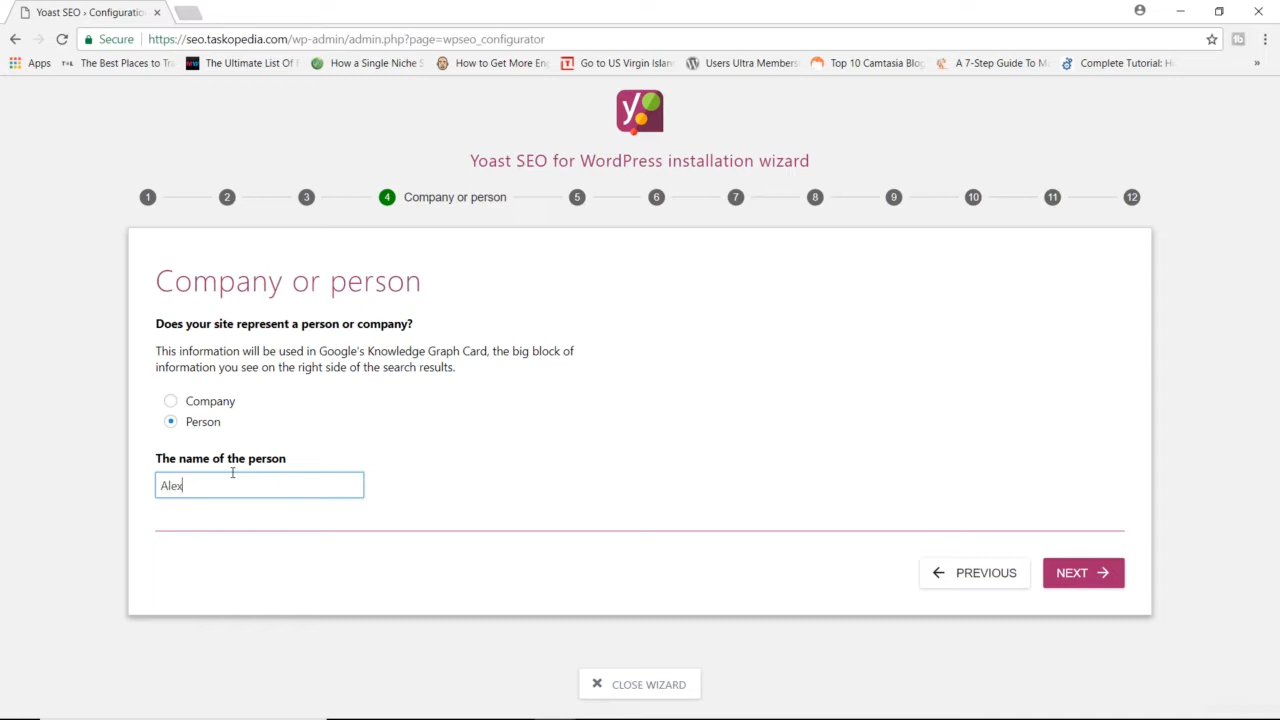 Yoast SEO › Configuratio
Secure https://seo.taskopedia.com/wp-admin/admin.php?page=wpseo_configurator
Apps The Best Places to Tra The Ultimate List Of How a Single Niche How to Get More En Go to US Virgin Islan Users Ultra Members Top 10 Camtasia Blog A 7-Step Guide To M Complete Tutorial: H »
Yoast SEO for WordPress installation wizard
1 2 3 4 Company or person 5 6 7 8 9 10 11 12
Company or person
Does your site represent a person or company?
This information will be used in Google's Knowledge Graph Card, the big block of
information you see on the right side of the search results.
Company
Person
The name of the person
Alex
PREVIOUS NEXT
CLOSE WIZARD